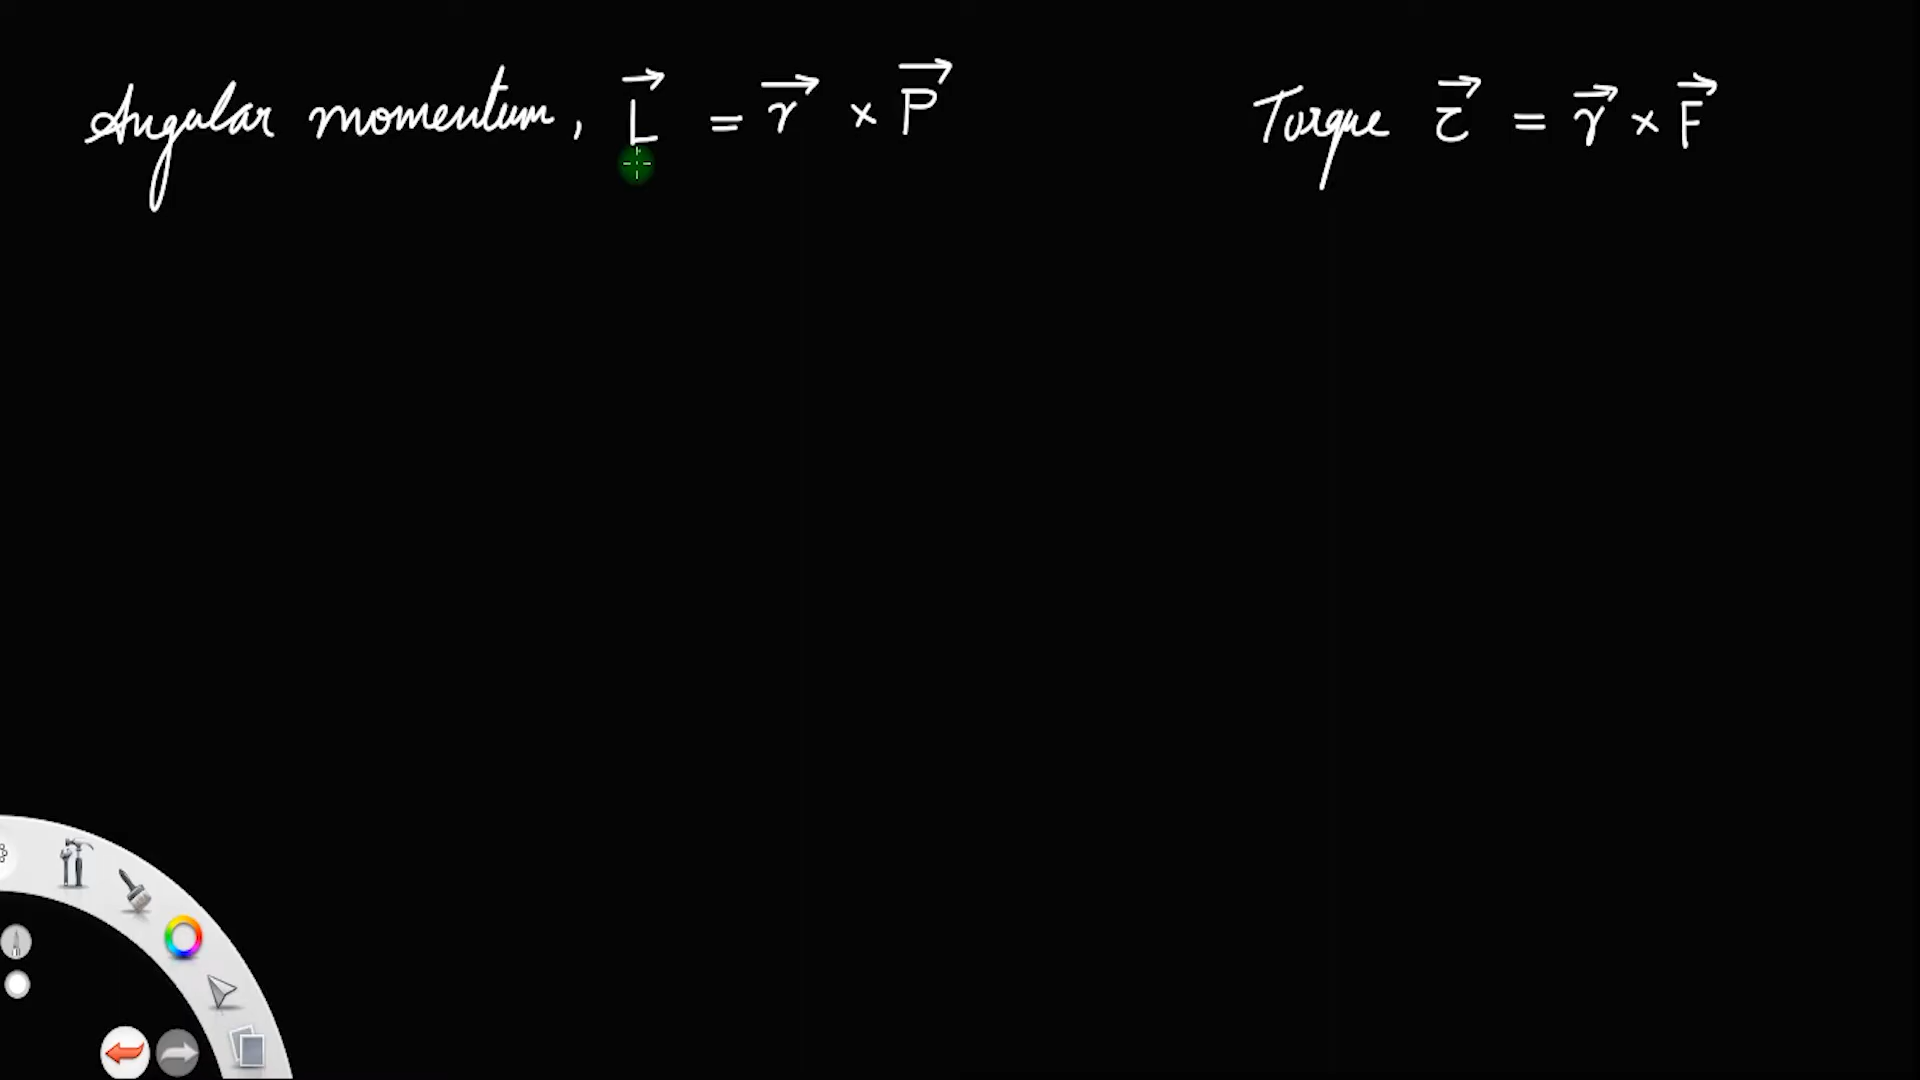 Angular momentum, L⃗ = r⃗ × P⃗
Torque τ⃗ = r⃗ × F⃗